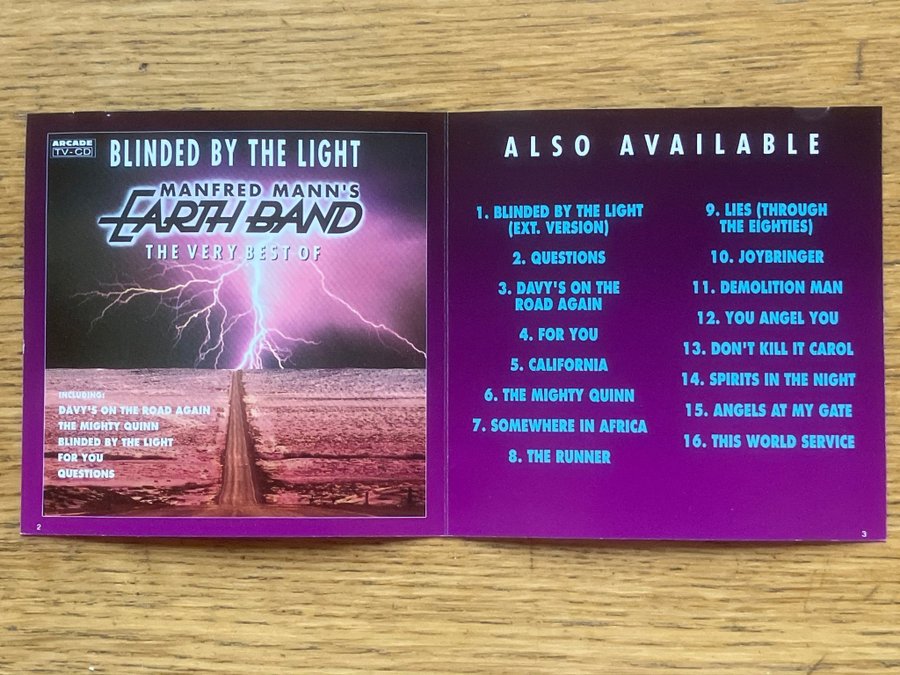 ARCADE
TV-CD
BLINDED BY THE LIGHT
MANFRED MANN'S
EARTH BAND
THE VERY BEST OF
INCLUDING:
DAVY'S ON THE ROAD AGAIN
THE MIGHTY QUINN
BLINDED BY THE LIGHT
FOR YOU
QUESTIONS
2
ALSO AVAILABLE
1. BLINDED BY THE LIGHT
(EXT. VERSION)
2. QUESTIONS
3. DAVY'S ON THE
ROAD AGAIN
4. FOR YOU
5. CALIFORNIA
6. THE MIGHTY QUINN
7. SOMEWHERE IN AFRICA
8. THE RUNNER
9. LIES (THROUGH
THE EIGHTIES)
10. JOYBRINGER
11. DEMOLITION MAN
12. YOU ANGEL YOU
13. DON'T KILL IT CAROL
14. SPIRITS IN THE NIGHT
15. ANGELS AT MY GATE
16. THIS WORLD SERVICE
3